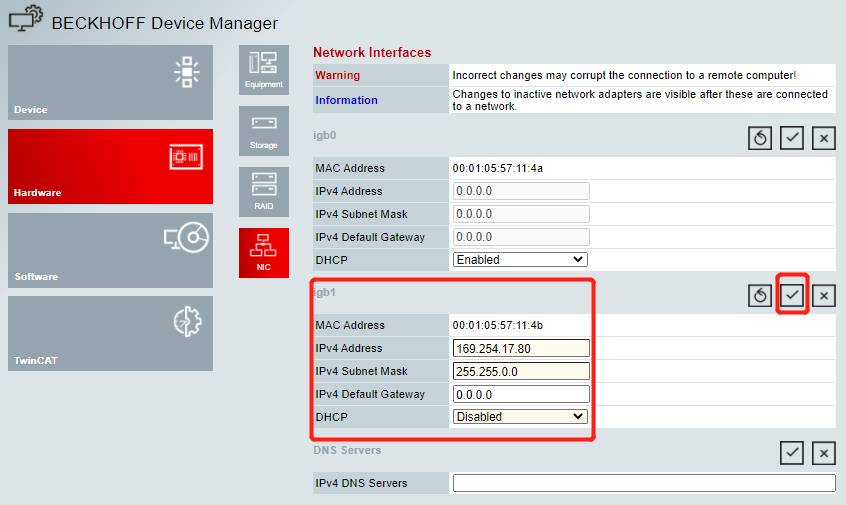 BECKHOFF Device Manager
Device
Hardware
Software
TwinCAT
Equipment
Storage
RAID
NIC
Network Interfaces
Warning Incorrect changes may corrupt the connection to a remote computer!
Information Changes to inactive network adapters are visible after these are connected
to a network.
igb0
MAC Address 00:01:05:57:11:4a
IPv4 Address 0.0.0.0
IPv4 Subnet Mask 0.0.0.0
IPv4 Default Gateway 0.0.0.0
DHCP Enabled
igb1
MAC Address 00:01:05:57:11:4b
IPv4 Address 169.254.17.80
IPv4 Subnet Mask 255.255.0.0
IPv4 Default Gateway 0.0.0.0
DHCP Disabled
DNS Servers
IPv4 DNS Servers